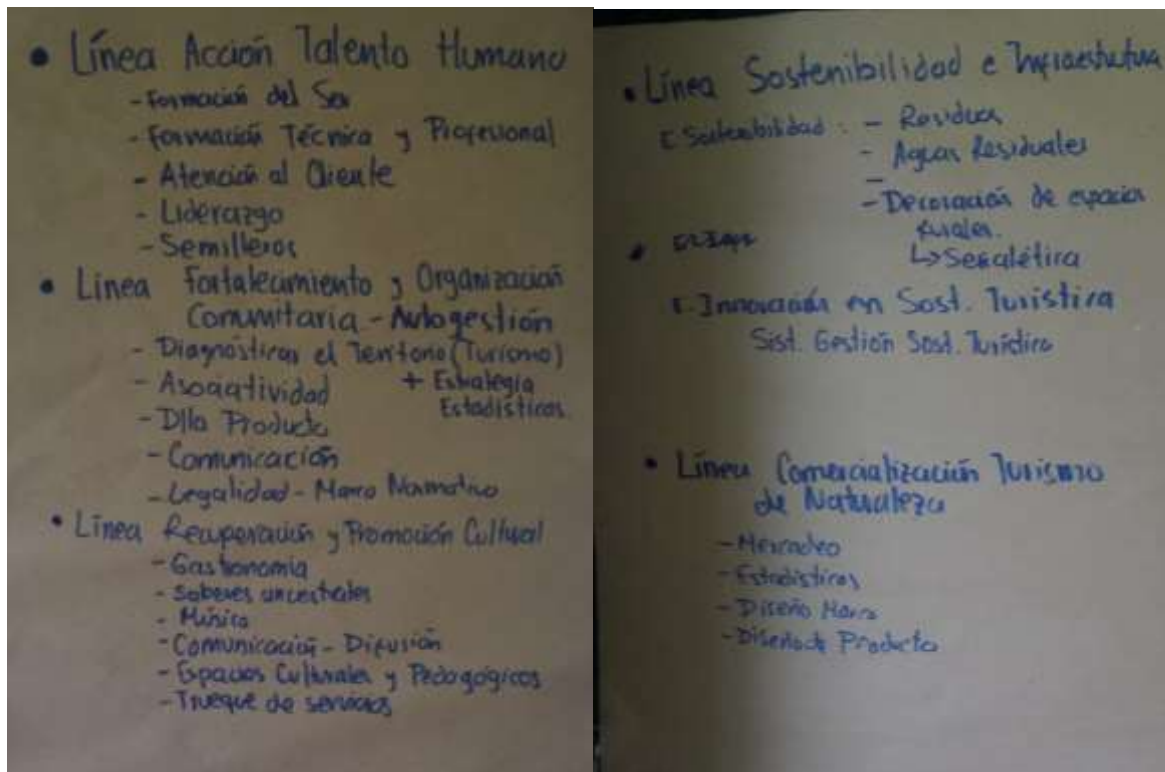 • Línea Acción Talento Humano
- Formación del Ser
- Formación Técnica y Profesional
- Atención al Cliente
- Liderazgo
- Semilleros
• Línea Fortalecimiento y Organización
Comunitaria - Autogestión
- Diagnosticar el Territorio (Turismo)
- Asociatividad + Estrategia
Estadísticas
- Dllo Producto
- Comunicación
- Legalidad - Marco Normativo
• Línea Recuperación y Promoción Cultural
- Gastronomia
- Saberes ancestrales
- Música
- Comunicación - Difusión
- Espacios Culturales y Pedagógicos
- Trueque de servicios
• Línea Sostenibilidad e Infraestructura
E. Sostenibilidad: - Residuos
- Aguas Residuales
-
- Decoración de espacios
rurales.
↳ Señalética
•
E. Innovación en Sost. Turística
Sist. Gestión Sost. Turística
• Línea Comercialización Turismo
de Naturaleza
- Mercadeo
- Estadísticas
- Diseño Marca
- Diseño de Producto